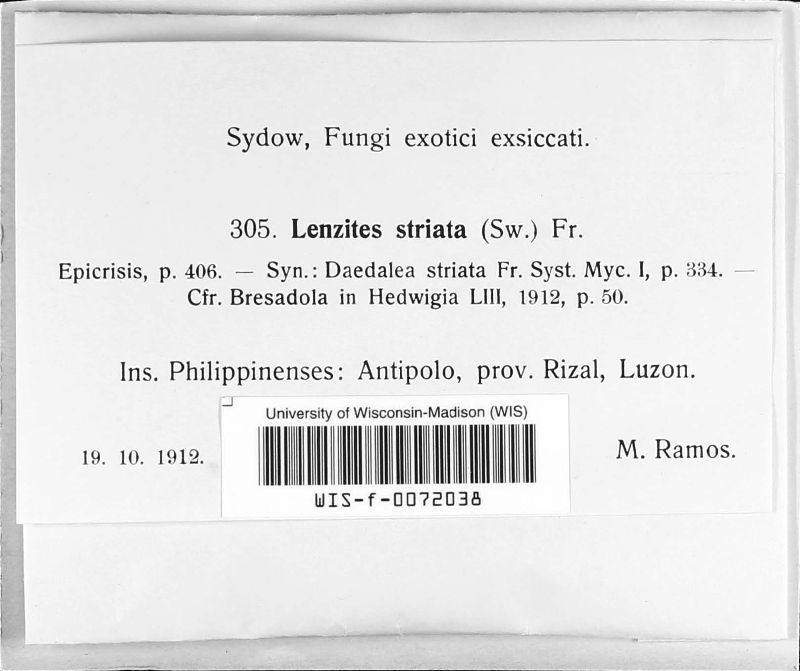 Sydow, Fungi exotici exsiccati.
305. Lenzites striata (Sw.) Fr.
Epicrisis, p. 406. — Syn.: Daedalea striata Fr. Syst. Myc. I, p. 334. —
Cfr. Bresadola in Hedwigia LIII, 1912, p. 50.
Ins. Philippinenses: Antipolo, prov. Rizal, Luzon.
19. 10. 1912.
M. Ramos.
University of Wisconsin-Madison (WIS)
WIS-f-0072038